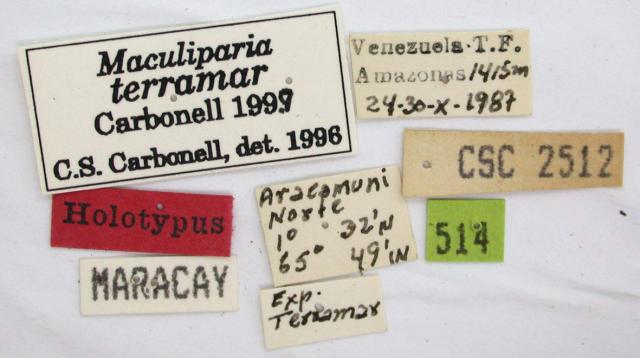 Maculiparia
terramar
Carbonell 1997
C.S. Carbonell, det. 1996
Venezuela·T.F.
Amazonas 1415m
24-30-X-1987
CSC 2512
Holotypus
MARACAY
Aracamuni
Norte
1° 32'N
65° 49'W
514
Exp.
Terramar